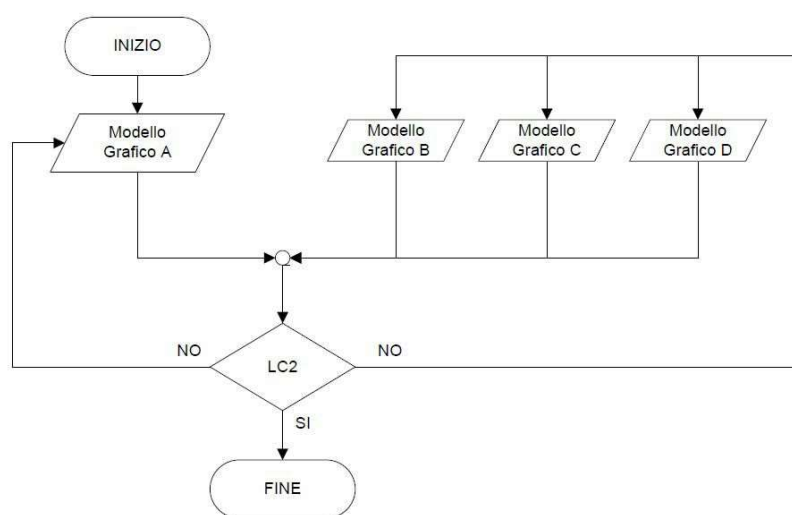 INIZIO
Modello
Grafico A
Modello
Grafico B
Modello
Grafico C
Modello
Grafico D
NO
LC2
NO
SI
FINE